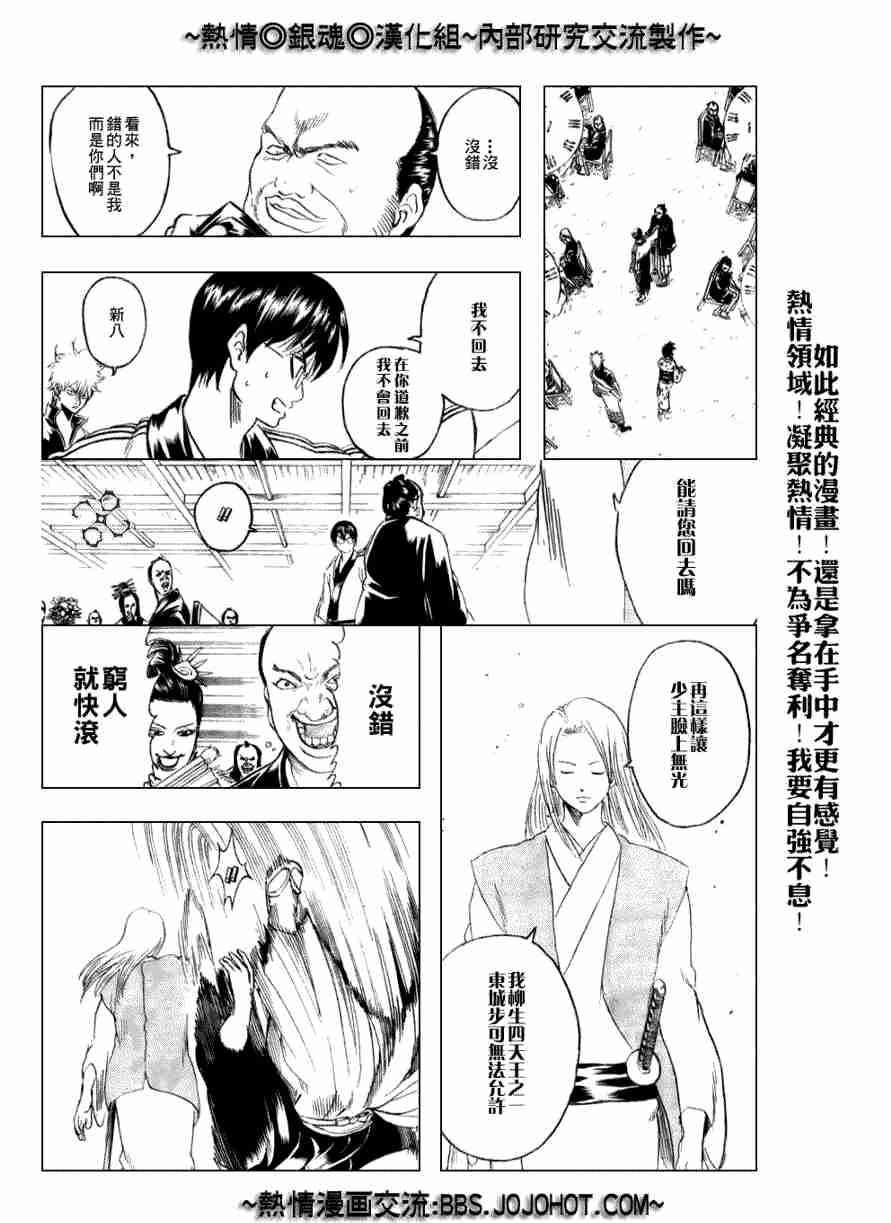 ~熱情◎銀魂◎漢化組~內部研究交流製作~
…沒
沒錯
看來，
錯的人不是我
而是你們啊
我不回去
在你道歉之前
我不會回去
新八
能請您回去嗎
!!
再這樣讓
少主臉上無光
我柳生四天王之一
東城步可無法允許
沒錯
窮人
就快滾
!!
如此經典的漫畫！還是拿在手中才更有感覺！
熱情領域！凝聚熱情！不為爭名奪利！我要自強不息！
~熱情漫画交流:BBS.JOJOHOT.COM~